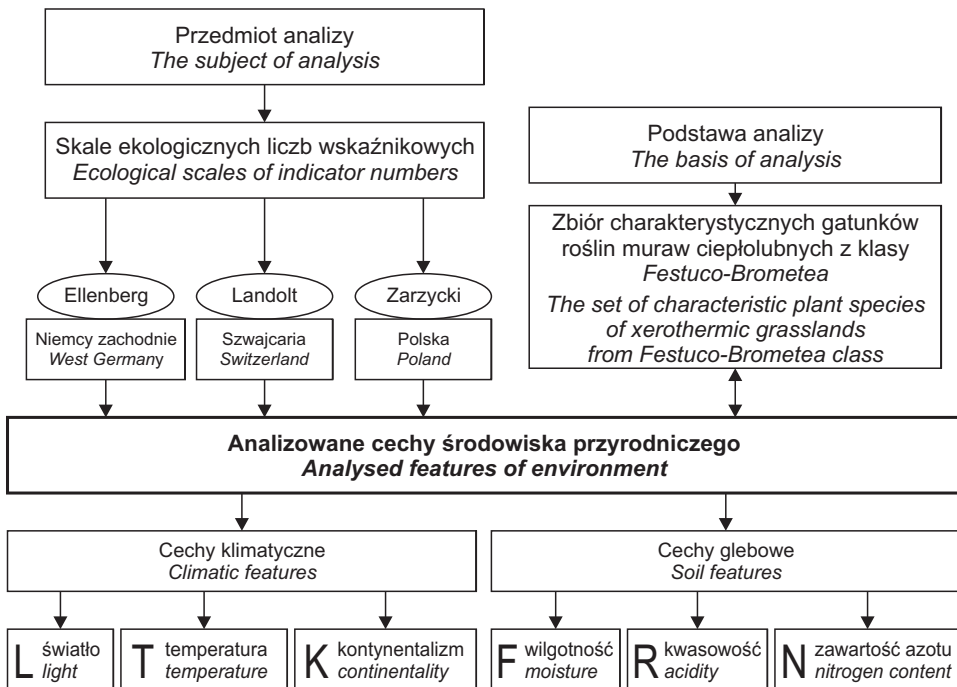 Przedmiot analizy
The subject of analysis
Skale ekologicznych liczb wskaźnikowych
Ecological scales of indicator numbers
Podstawa analizy
The basis of analysis
Ellenberg
Niemcy zachodnie
West Germany
Landolt
Szwajcaria
Switzerland
Zarzycki
Polska
Poland
Zbiór charakterystycznych gatunków
roślin muraw ciepłolubnych z klasy
Festuco-Brometea
The set of characteristic plant species
of xerothermic grasslands
from Festuco-Brometea class
Analizowane cechy środowiska przyrodniczego
Analysed features of environment
Cechy klimatyczne
Climatic features
Cechy glebowe
Soil features
L światło
light
T temperatura
temperature
K kontynentalizm
continentality
F wilgotność
moisture
R kwasowość
acidity
N zawartość azotu
nitrogen content